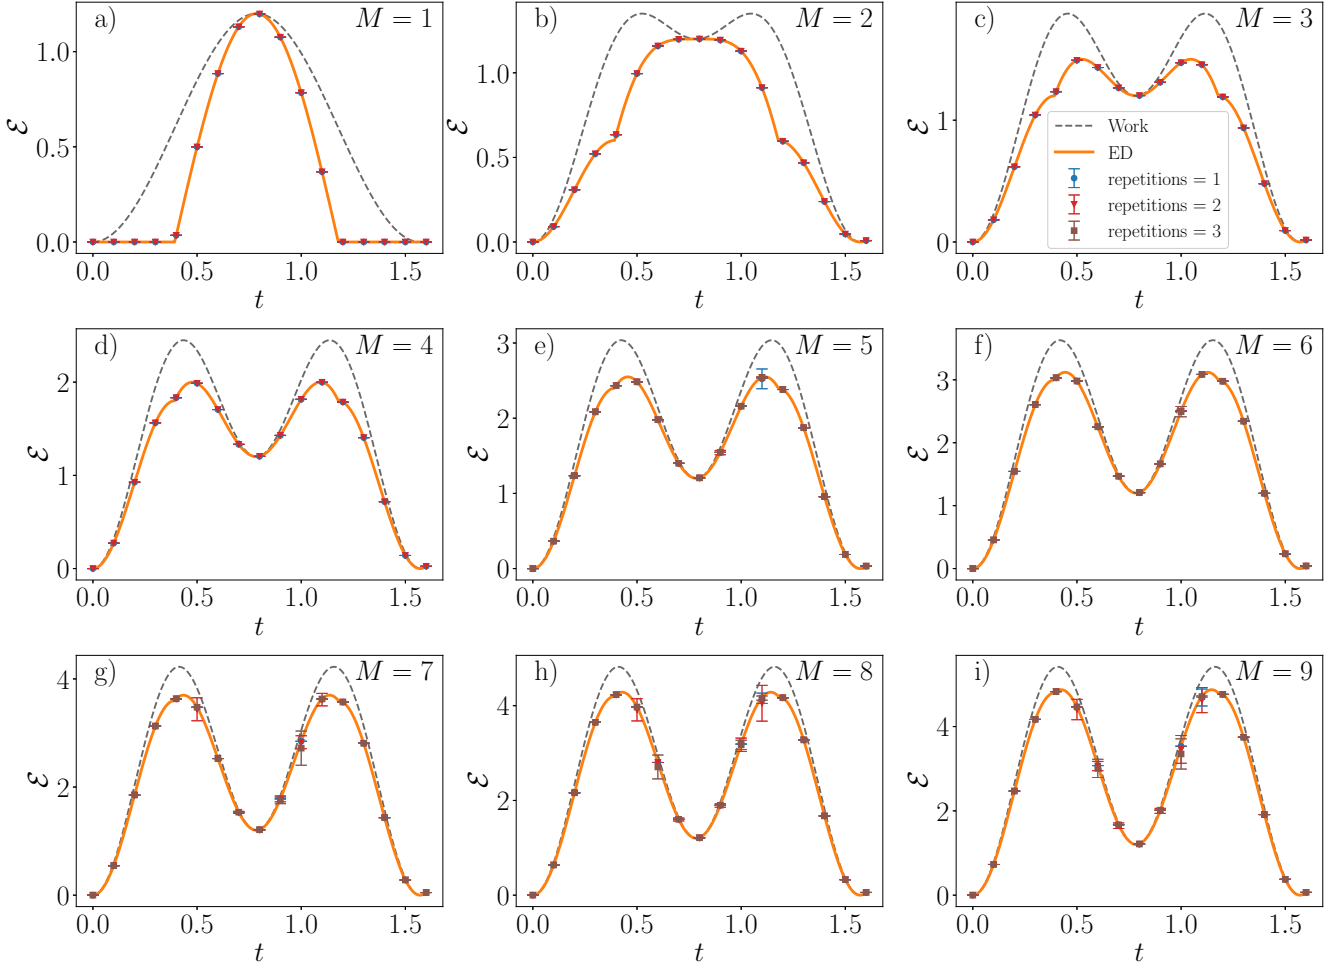 a) M = 1
ℰ
1.0
0.5
0.0
0.0 0.5 1.0 1.5
t
b) M = 2
ℰ
1.0
0.0
0.0 0.5 1.0 1.5
t
c) M = 3
ℰ
1
0
Work
ED
repetitions = 1
repetitions = 2
repetitions = 3
0.0 0.5 1.0 1.5
t
d) M = 4
ℰ
2
1
0
0.0 0.5 1.0 1.5
t
e) M = 5
ℰ
3
2
1
0
0.0 0.5 1.0 1.5
t
f) M = 6
ℰ
3
2
1
0
0.0 0.5 1.0 1.5
t
g) M = 7
ℰ
4
2
0
0.0 0.5 1.0 1.5
t
h) M = 8
ℰ
4
2
0
0.0 0.5 1.0 1.5
t
i) M = 9
ℰ
4
2
0
0.0 0.5 1.0 1.5
t